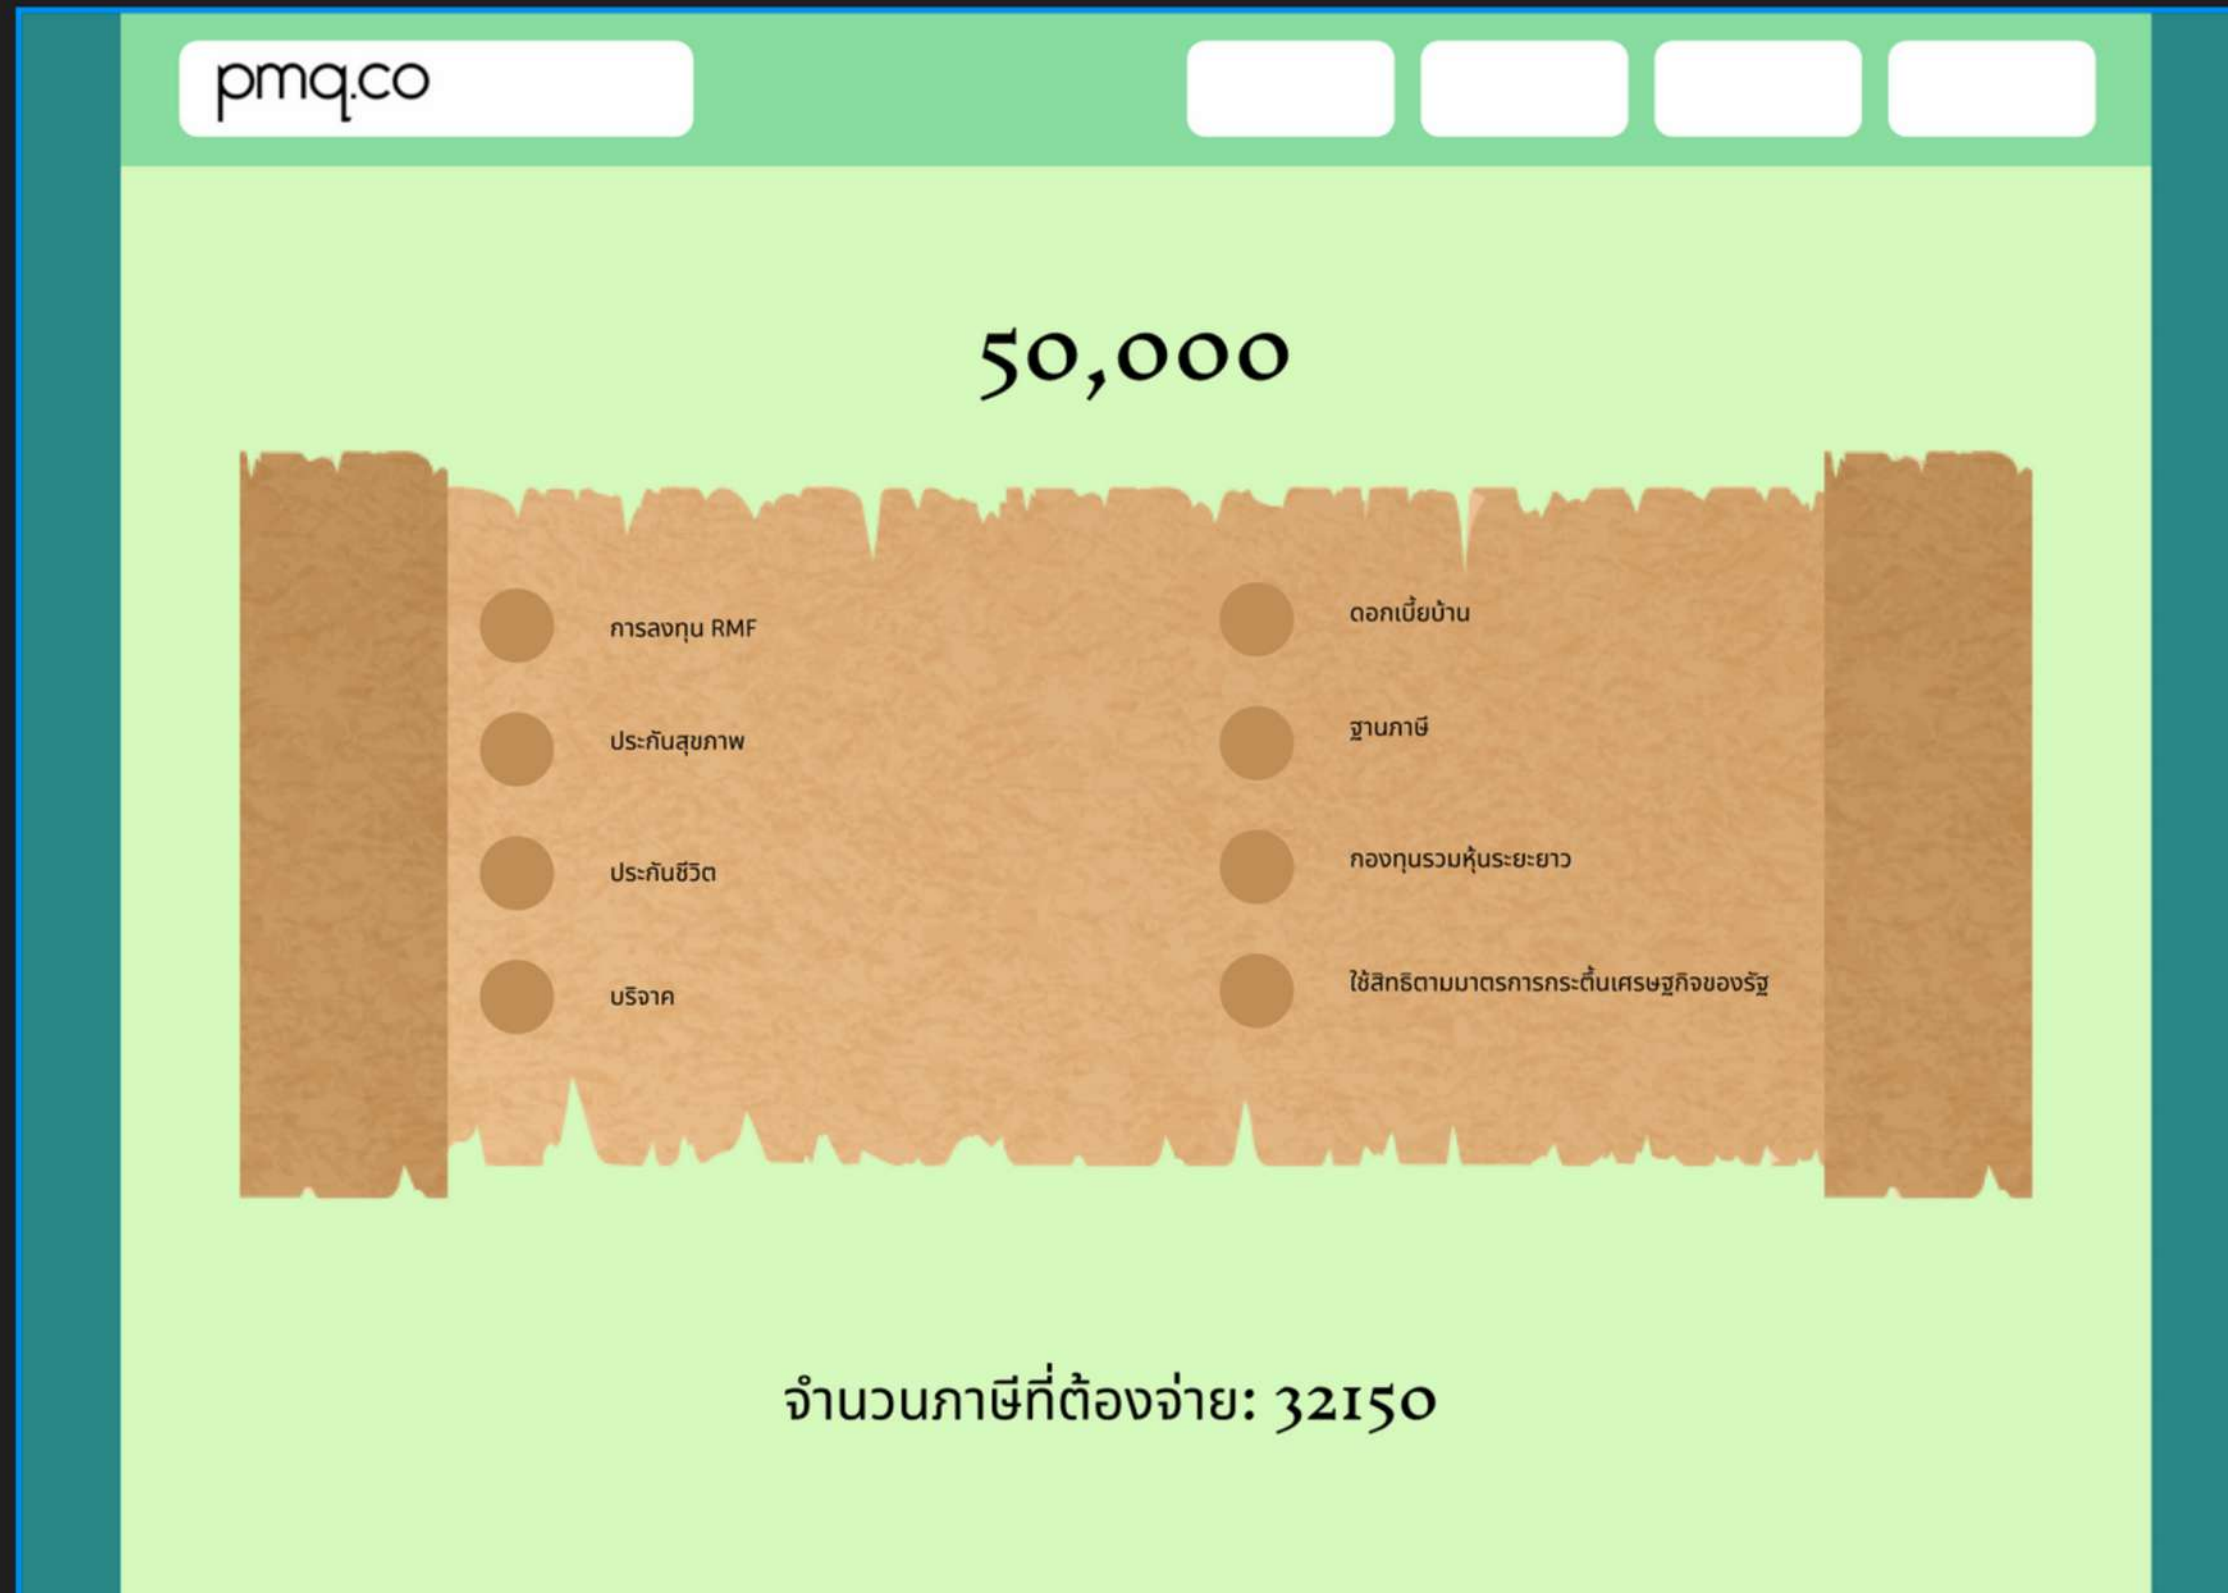 pmq.co
50,000
การลงทุน RMF
ประกันสุขภาพ
ประกันชีวิต
บริจาค
ดอกเบี้ยบ้าน
ฐานภาษี
กองทุนรวมหุ้นระยะยาว
ใช้สิทธิตามมาตรการกระตื้นเศรษฐกิจของรัฐ
จำนวนภาษีที่ต้องจ่าย: 32150